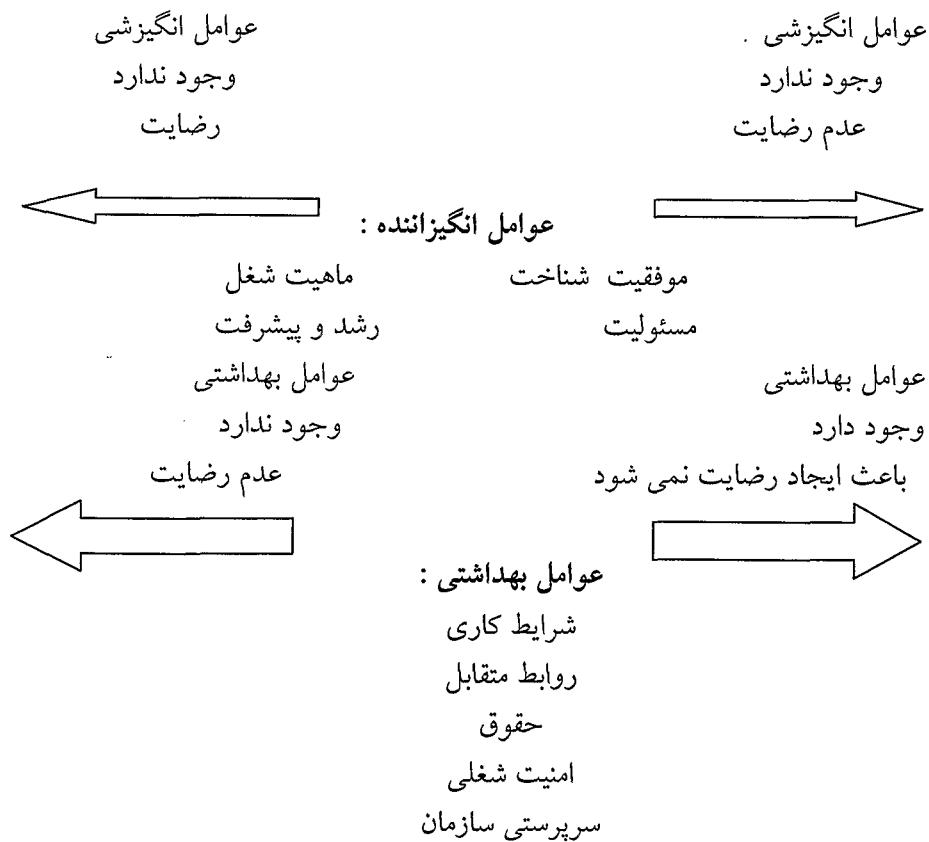 عوامل انگیزشی
وجود ندارد
عدم رضایت
عوامل انگیزشی
وجود ندارد
رضایت
عوامل انگیزاننده :
موفقیت شناخت
ماهیت شغل
مسئولیت
رشد و پیشرفت
عوامل بهداشتی
وجود دارد
باعث ایجاد رضایت نمی شود
عوامل بهداشتی
وجود ندارد
عدم رضایت
عوامل بهداشتی :
شرایط کاری
روابط متقابل
حقوق
امنیت شغلی
سرپرستی سازمان